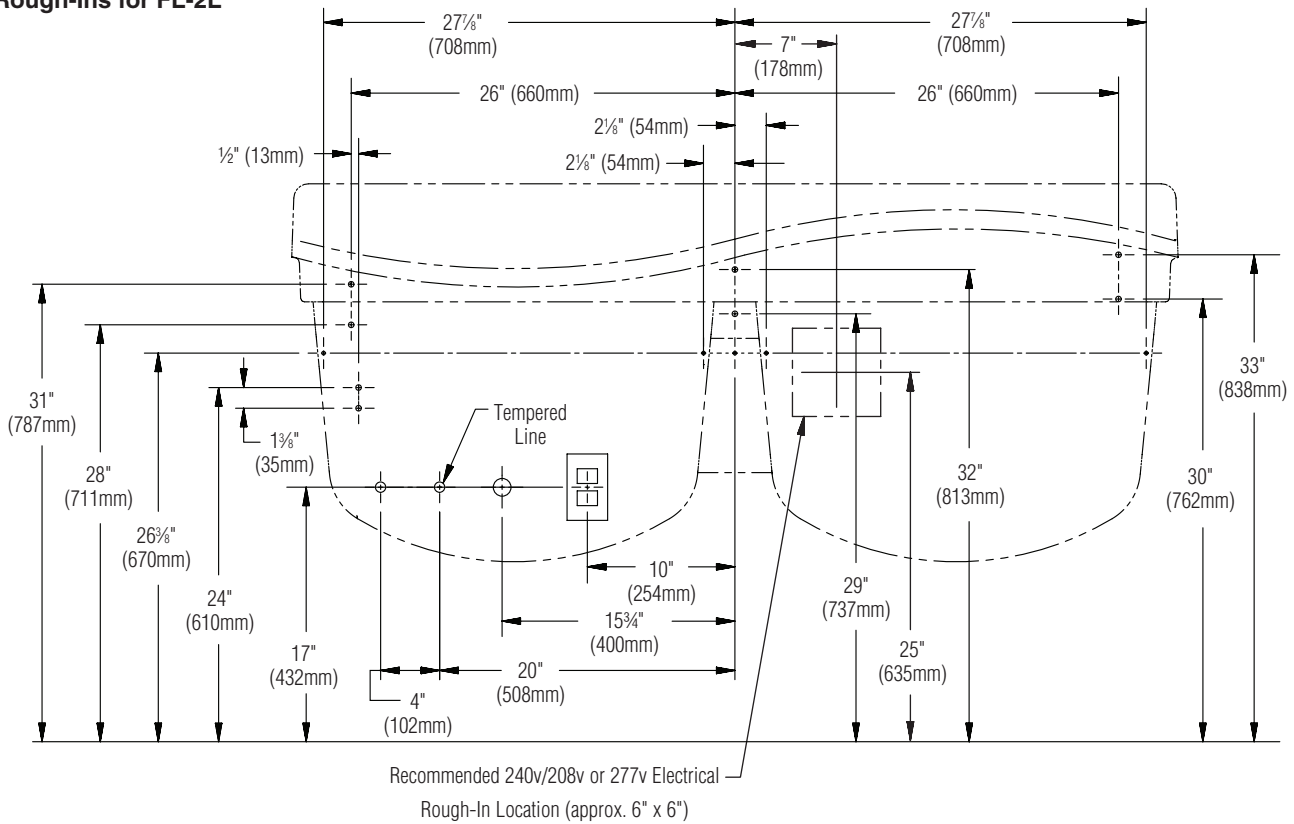 Rough-Ins for FL-2L
27⅞"
(708mm)
27⅞"
(708mm)
7"
(178mm)
26" (660mm)
26" (660mm)
2⅛" (54mm)
½" (13mm)
2⅛" (54mm)
31"
(787mm)
33"
(838mm)
1⅜"
(35mm)
Tempered
Line
28"
(711mm)
32"
(813mm)
30"
(762mm)
26⅜"
(670mm)
10"
(254mm)
29"
(737mm)
24"
(610mm)
15¾"
(400mm)
25"
(635mm)
17"
(432mm)
20"
(508mm)
4"
(102mm)
Recommended 240v/208v or 277v Electrical
Rough-In Location (approx. 6" x 6")